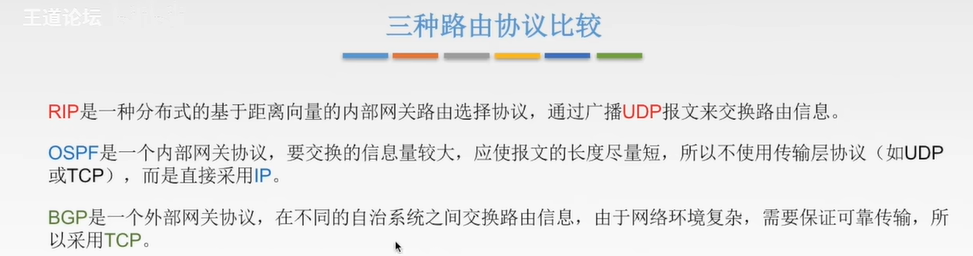 王道论坛
三种路由协议比较
RIP是一种分布式的基于距离向量的内部网关路由选择协议，通过广播UDP报文来交换路由信息。
OSPF是一个内部网关协议，要交换的信息量较大，应使报文的长度尽量短，所以不使用传输层协议（如UDP
或TCP），而是直接采用IP。
BGP是一个外部网关协议，在不同的自治系统之间交换路由信息，由于网络环境复杂，需要保证可靠传输，所
以采用TCP。